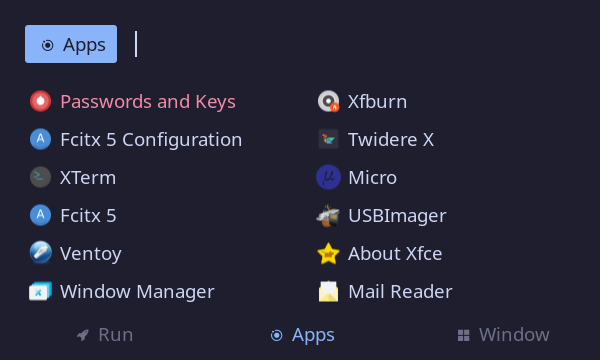 Apps
Passwords and Keys
Fcitx 5 Configuration
XTerm
Fcitx 5
Ventoy
Window Manager
Xfburn
Twidere X
Micro
USBImager
About Xfce
Mail Reader
Run Apps Window